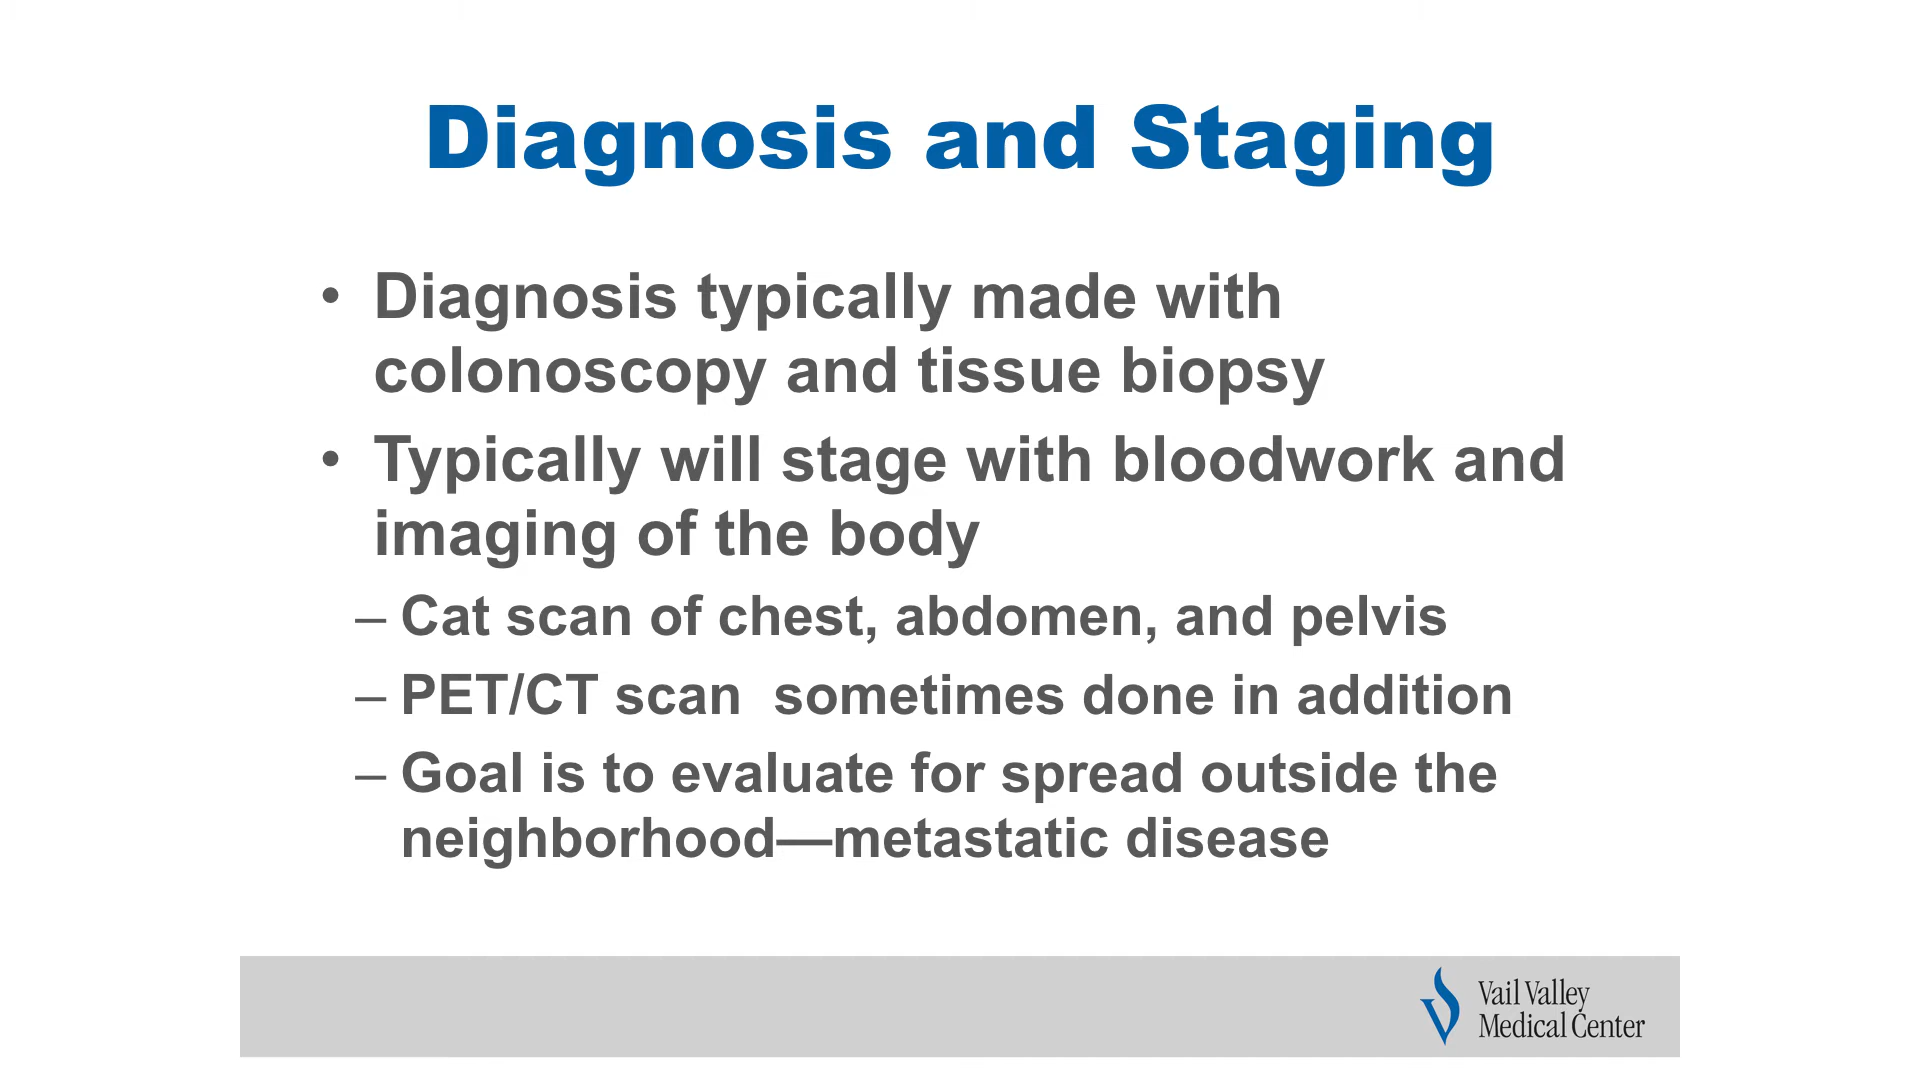 Diagnosis and Staging
• Diagnosis typically made with
colonoscopy and tissue biopsy
• Typically will stage with bloodwork and
imaging of the body
– Cat scan of chest, abdomen, and pelvis
– PET/CT scan  sometimes done in addition
– Goal is to evaluate for spread outside the
neighborhood—metastatic disease
Vail Valley
Medical Center